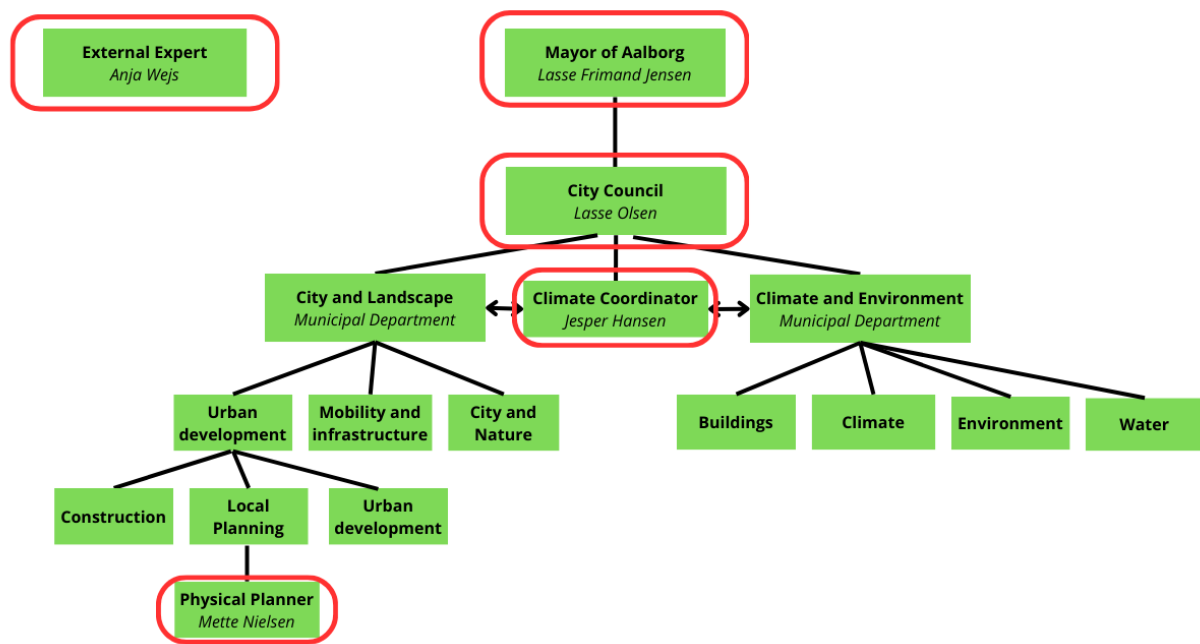 External Expert
Anja Wejs
Mayor of Aalborg
Lasse Frimand Jensen
City Council
Lasse Olsen
City and Landscape
Municipal Department
Climate Coordinator
Jesper Hansen
Climate and Environment
Municipal Department
Urban
development
Mobility and
infrastructure
City and
Nature
Buildings
Climate
Environment
Water
Construction
Local
Planning
Urban
development
Physical Planner
Mette Nielsen